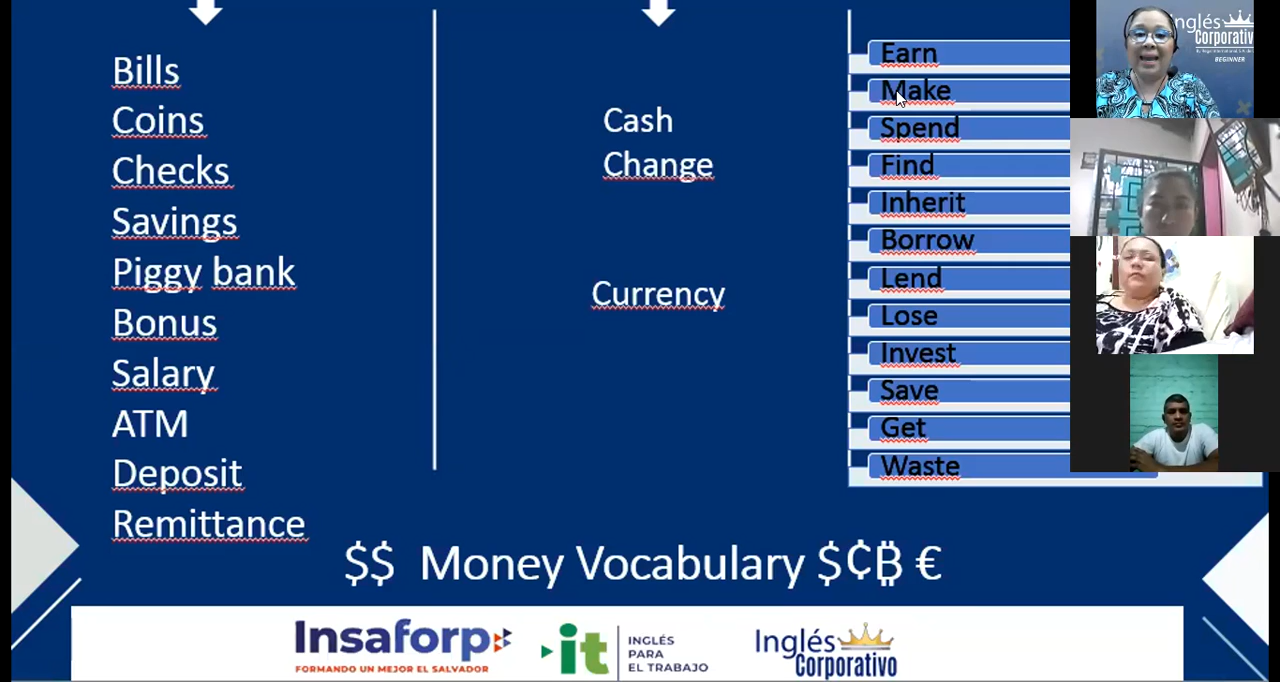 Bills
Coins
Checks
Savings
Piggy bank
Bonus
Salary
ATM
Deposit
Remittance
Cash
Change
Currency
Earn
Make
Spend
Find
Inherit
Borrow
Lend
Lose
Invest
Save
Get
Waste
$$ Money Vocabulary $₵₿ €
Insaforp
FORMANDO UN MEJOR EL SALVADOR
it
INGLÉS
PARA
EL TRABAJO
Inglés
Corporativo
Inglés
Corporativo
BEGINNER